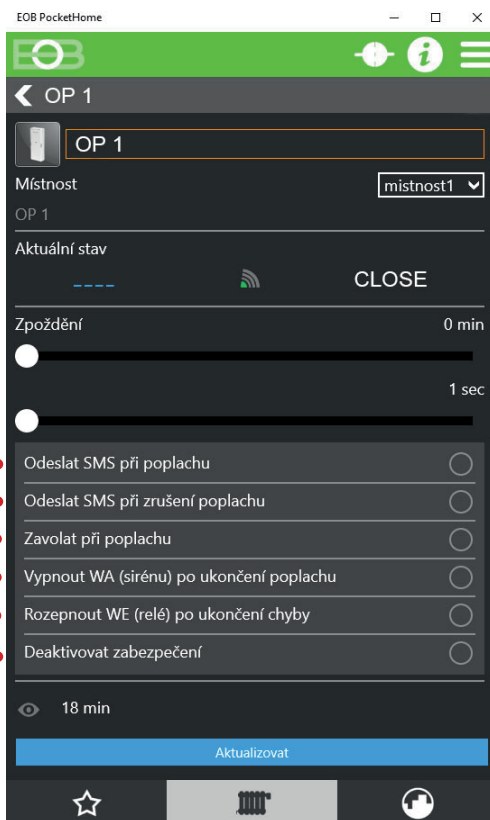 EOB PocketHome
EOB
OP 1
OP 1
Místnost mistnost1
OP 1
Aktuální stav
---- CLOSE
Zpoždění 0 min
1 sec
Odeslat SMS při poplachu
Odeslat SMS při zrušení poplachu
Zavolat při poplachu
Vypnout WA (sirénu) po ukončení poplachu
Rozepnout WE (relé) po ukončení chyby
Deaktivovat zabezpečení
18 min
Aktualizovat